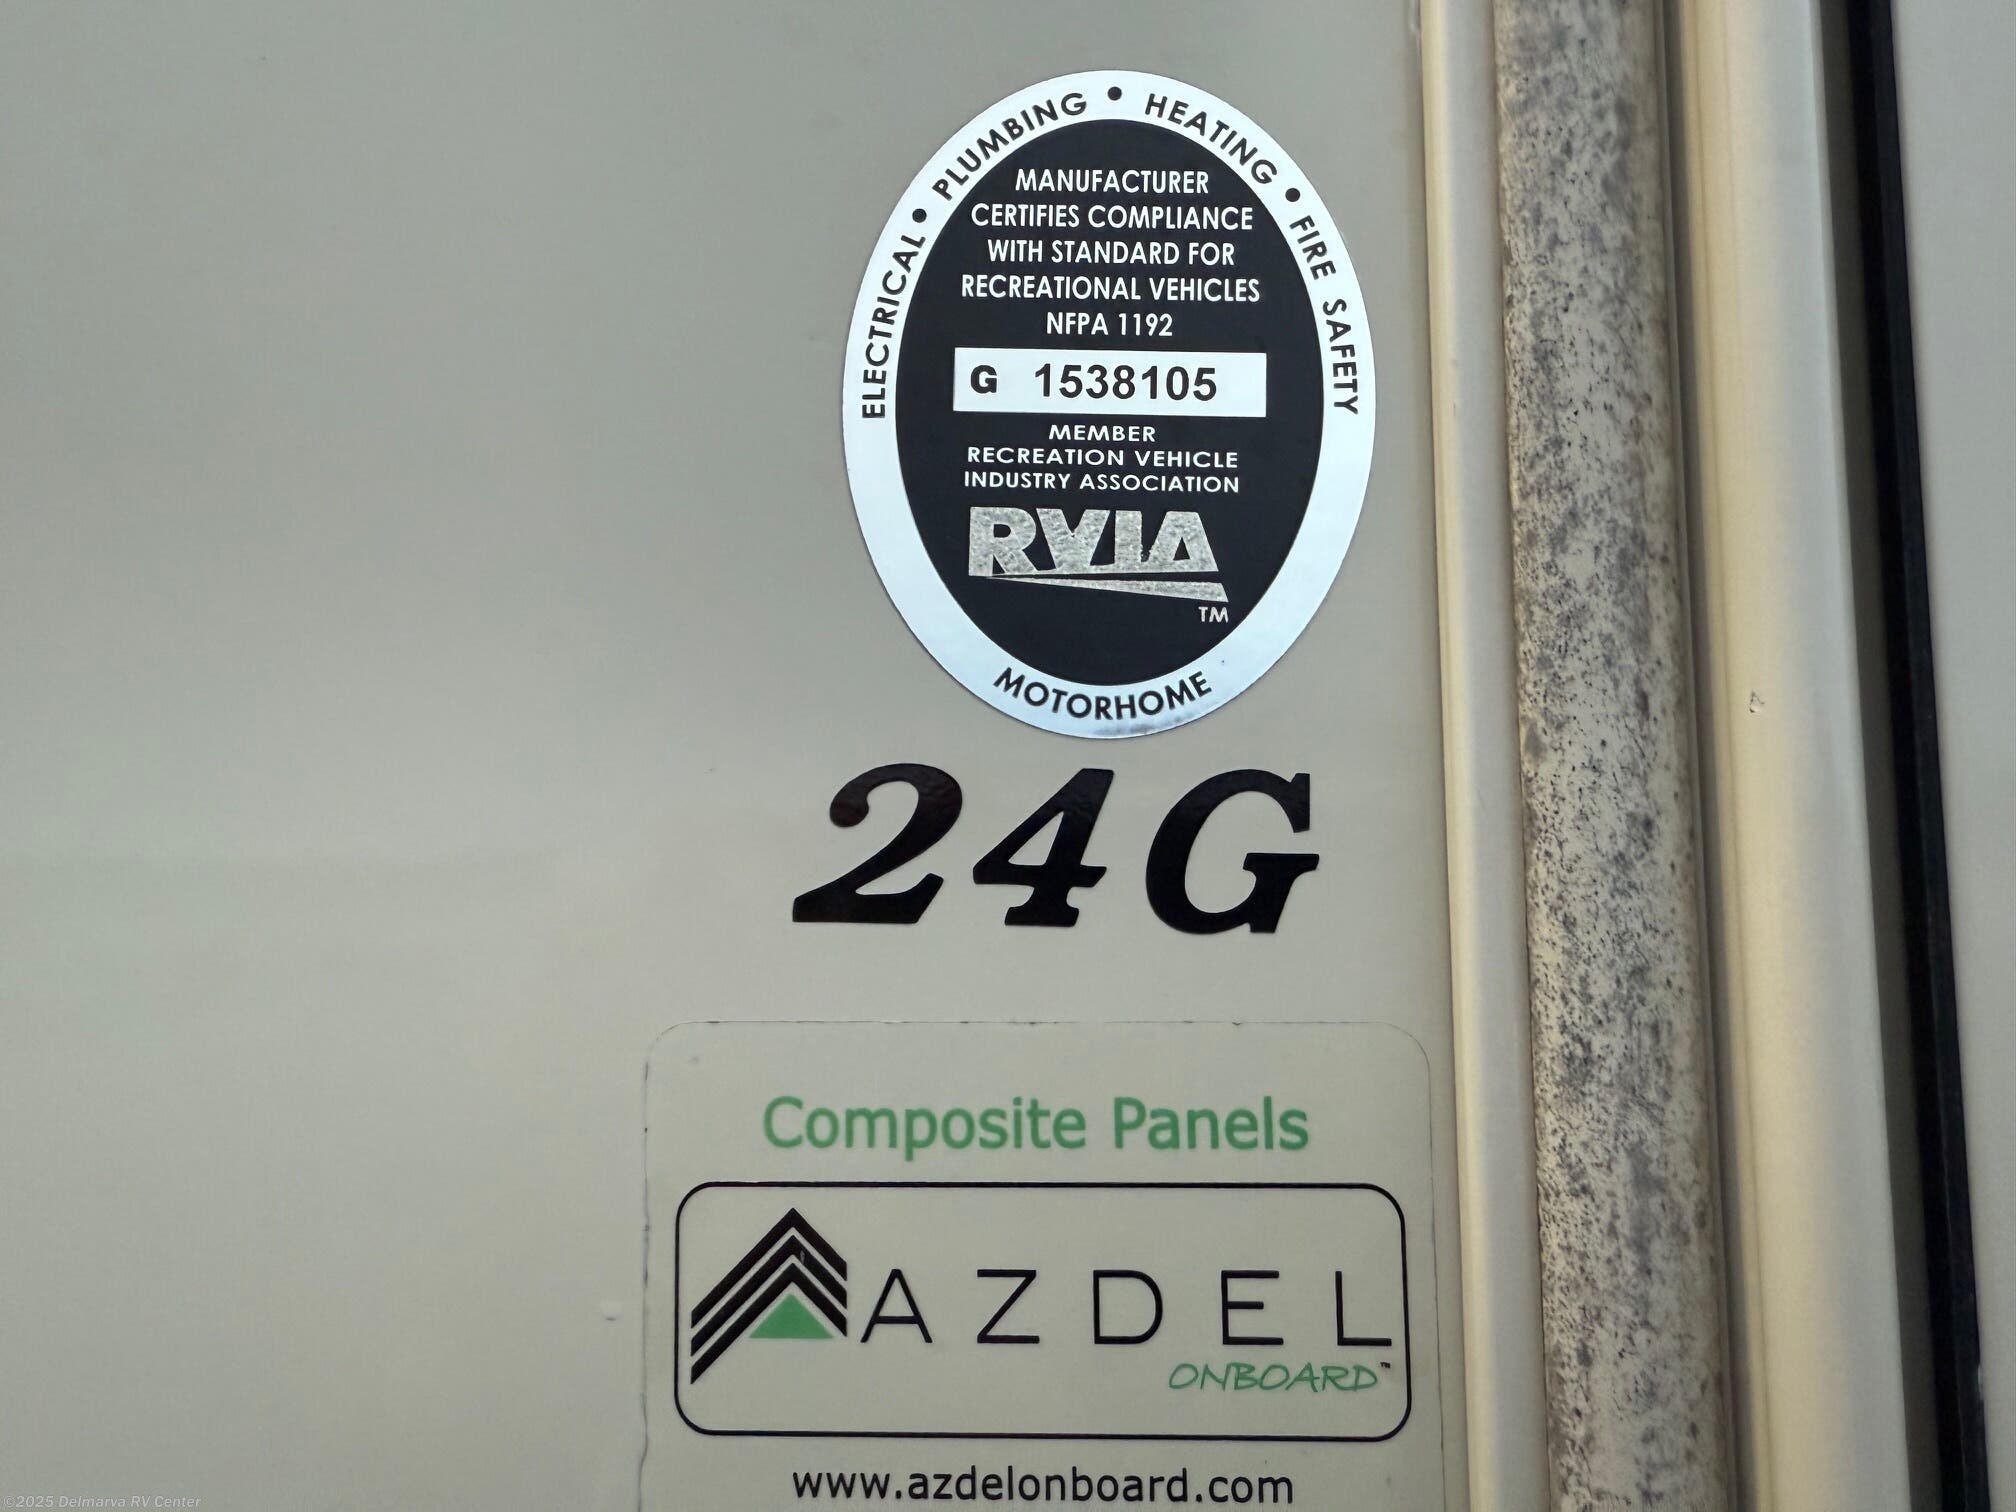 ELECTRICAL • PLUMBING • HEATING • FIRE SAFETY
MANUFACTURER
CERTIFIES COMPLIANCE
WITH STANDARD FOR
RECREATIONAL VEHICLES
NFPA 1192
G 1538105
MEMBER
RECREATION VEHICLE
INDUSTRY ASSOCIATION
RVIA
TM
MOTORHOME
24G
Composite Panels
AZDEL
ONBOARD™
www.azdelonboard.com
©2025 Delmarva RV Center